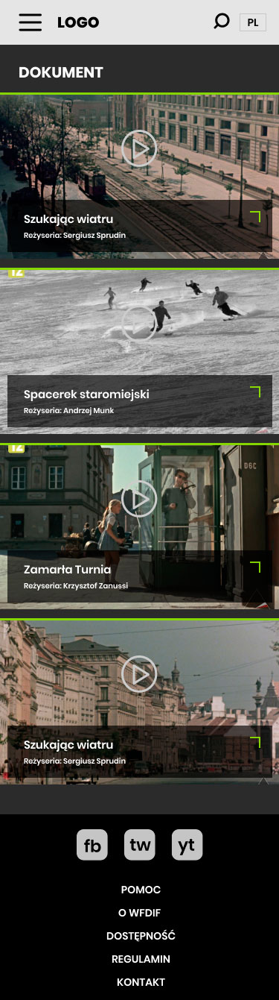 LOGO
PL
DOKUMENT
Szukając wiatru
Reżyseria: Sergiusz Sprudin
12
Spacerek staromiejski
Reżyseria: Andrzej Munk
12
D6C
Zamarła Turnia
Reżyseria: Krzysztof Zanussi
Szukając wiatru
Reżyseria: Sergiusz Sprudin
fb tw yt
POMOC
O WFDIF
DOSTĘPNOŚĆ
REGULAMIN
KONTAKT